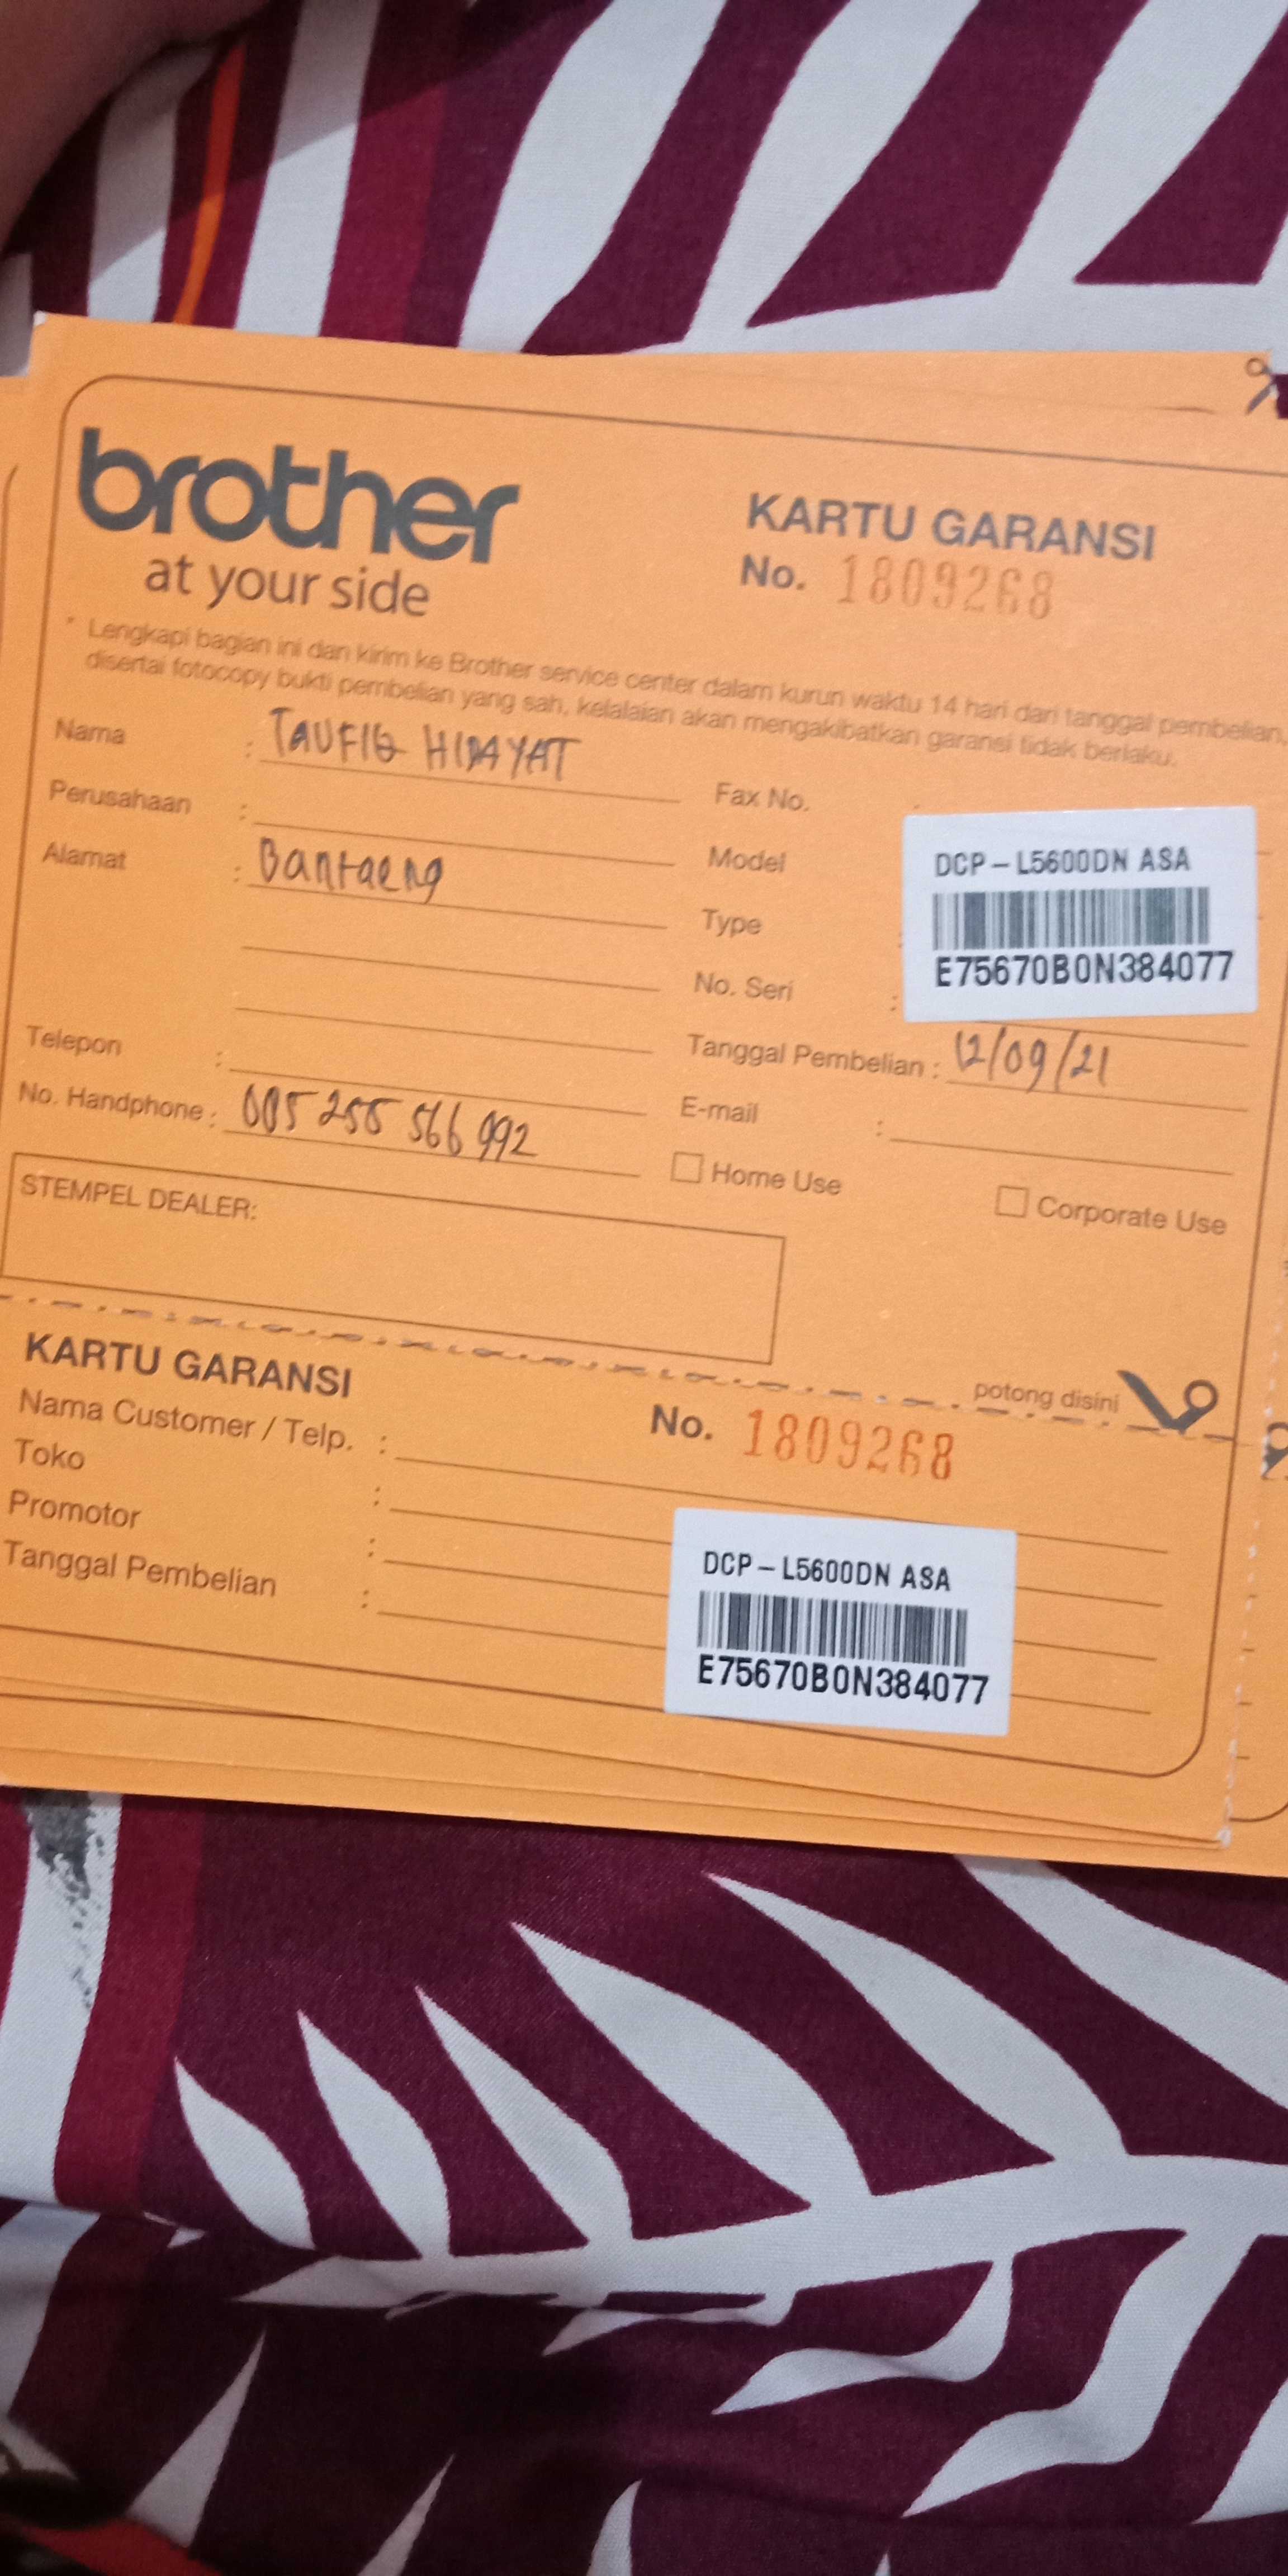 brother
at your side
KARTU GARANSI
No. 1809268
* Lengkapi bagian ini dan kirim ke Brother service center dalam kurun waktu 14 hari dari tanggal pembelian,
disertai fotocopy bukti pembelian yang sah, kelalaian akan mengakibatkan garansi tidak berlaku.
Nama : TAUFIQ HIDAYAT
Perusahaan :
Alamat : Bantaeng
Telepon :
No. Handphone : 085 255 566 992
Fax No.
Model
Type
No. Seri :
DCP – L5600DN ASA
E75670B0N384077
Tanggal Pembelian : 12/09/21
E-mail :
Home Use
Corporate Use
STEMPEL DEALER:
potong disini
KARTU GARANSI
No. 1809268
Nama Customer / Telp. :
Toko :
Promotor :
Tanggal Pembelian :
DCP – L5600DN ASA
E75670B0N384077